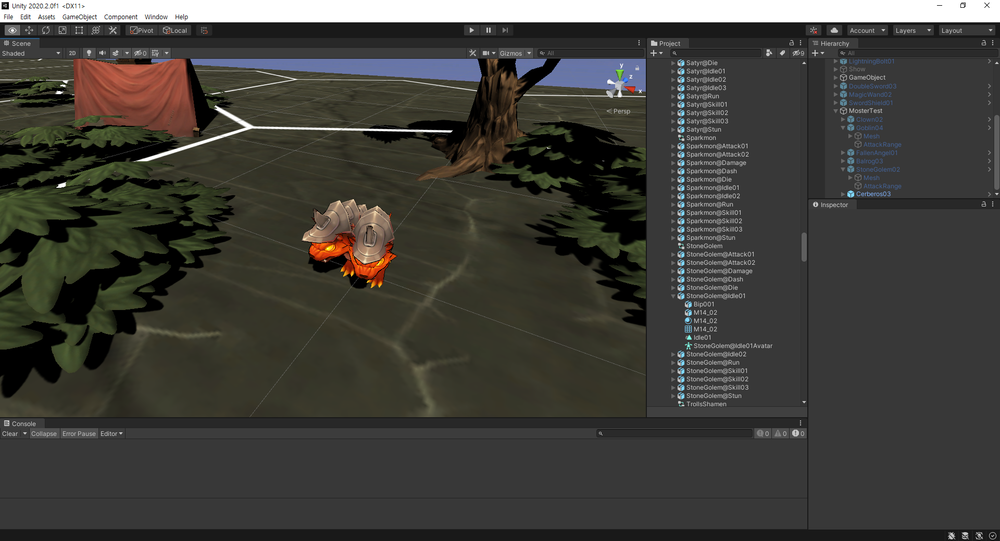 Unity 2020.2.0f1 <DX11>
File Edit Assets GameObject Component Window Help
Pivot Local Account Layers Layout
Scene
Shaded 2D 0 Gizmos All
y
z
x
Persp
Project
9
Satyr@Die
Satyr@Idle01
Satyr@Idle02
Satyr@Idle03
Satyr@Run
Satyr@Skill01
Satyr@Skill02
Satyr@Skill03
Satyr@Stun
Sparkmon
Sparkmon@Attack01
Sparkmon@Attack02
Sparkmon@Damage
Sparkmon@Dash
Sparkmon@Die
Sparkmon@Idle01
Sparkmon@Idle02
Sparkmon@Run
Sparkmon@Skill01
Sparkmon@Skill02
Sparkmon@Skill03
Sparkmon@Stun
StoneGolem
StoneGolem@Attack01
StoneGolem@Attack02
StoneGolem@Damage
StoneGolem@Dash
StoneGolem@Die
StoneGolem@Idle01
Bip001
M14_02
M14_02
M14_02
Idle01
StoneGolem@Idle01Avatar
StoneGolem@Idle02
StoneGolem@Run
StoneGolem@Skill01
StoneGolem@Skill02
StoneGolem@Skill03
StoneGolem@Stun
TrollsShamen
Hierarchy
All
LightningBolt01
Show
GameObject
DoubleSword03
MagicWand02
SwordShield01
MosterTest
Clown02
Goblin04
Mesh
AttackRange
FallenAngel01
Balrog03
StoneGolem02
Mesh
AttackRange
Cerberos03
Inspector
Console
Clear Collapse Error Pause Editor 0 0 0